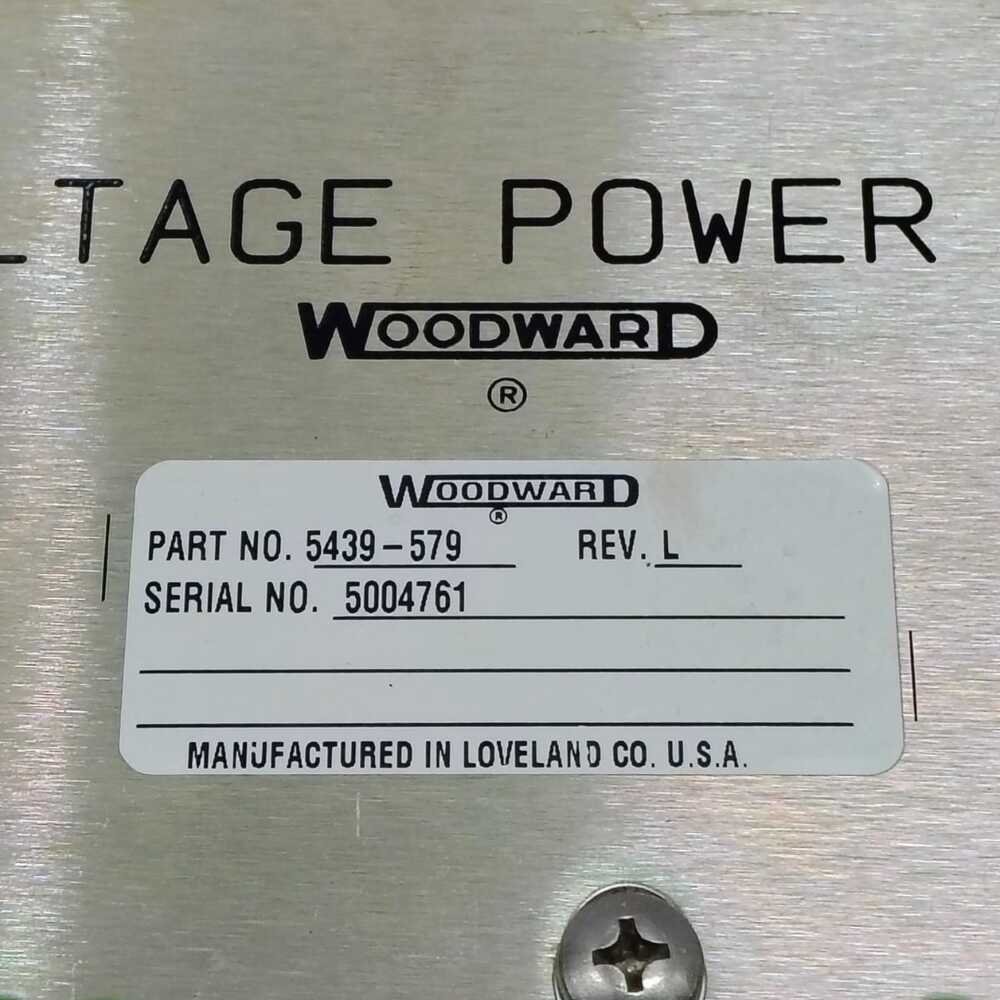 LTAGE POWER
WOODWARD
®
WOODWARD
®
PART NO. 5439-579 REV. L
SERIAL NO. 5004761
MANUFACTURED IN LOVELAND CO. U.S.A.